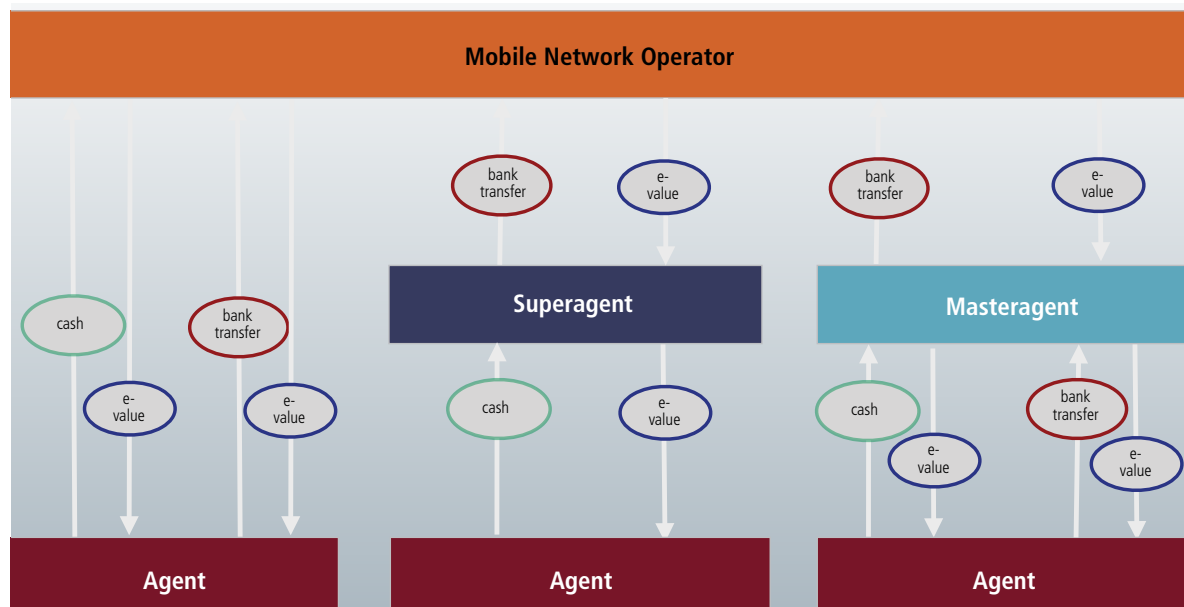 Mobile Network Operator
bank
transfer
e-
value
bank
transfer
e-
value
Superagent
Masteragent
cash
bank
transfer
e-
value
e-
value
cash
e-
value
cash
bank
transfer
e-
value
e-
value
Agent
Agent
Agent